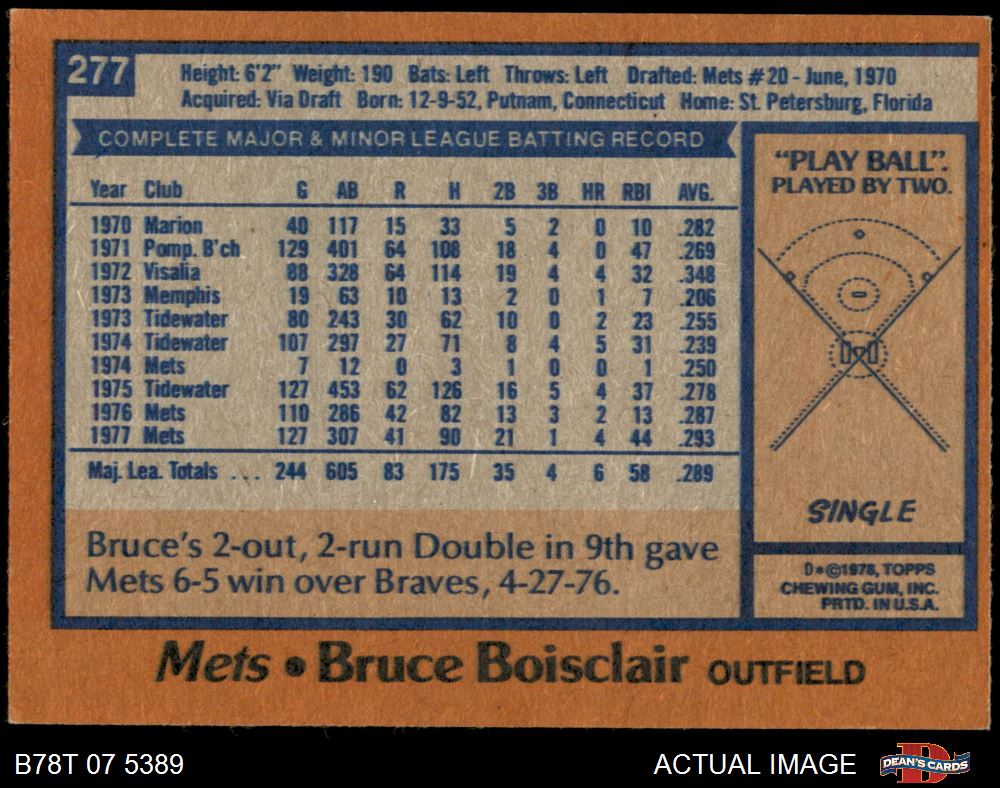 277
Height: 6'2" Weight: 190 Bats: Left Throws: Left Drafted: Mets #20 - June, 1970
Acquired: Via Draft Born: 12-9-52, Putnam, Connecticut Home: St. Petersburg, Florida
COMPLETE MAJOR & MINOR LEAGUE BATTING RECORD
Year Club G AB R H 2B 3B HR RBI AVG.
1970 Marion 40 117 15 33 5 2 0 10 .282
1971 Pomp. B'ch 129 401 64 108 18 4 0 47 .269
1972 Visalia 88 328 64 114 19 4 4 32 .348
1973 Memphis 19 63 10 13 2 0 1 7 .206
1973 Tidewater 80 243 30 62 10 0 2 23 .255
1974 Tidewater 107 297 27 71 8 4 5 31 .239
1974 Mets 7 12 0 3 1 0 0 1 .250
1975 Tidewater 127 453 62 126 16 5 4 37 .278
1976 Mets 110 286 42 82 13 3 2 13 .287
1977 Mets 127 307 41 90 21 1 4 44 .293
Maj. Lea. Totals ... 244 605 83 175 35 4 6 58 .289
Bruce's 2-out, 2-run Double in 9th gave
Mets 6-5 win over Braves, 4-27-76.
"PLAY BALL".
PLAYED BY TWO.
SINGLE
D*©1978, TOPPS
CHEWING GUM, INC.
PRTD. IN U.S.A.
Mets • Bruce Boisclair OUTFIELD
B78T 07 5389
ACTUAL IMAGE
DEAN'S CARDS